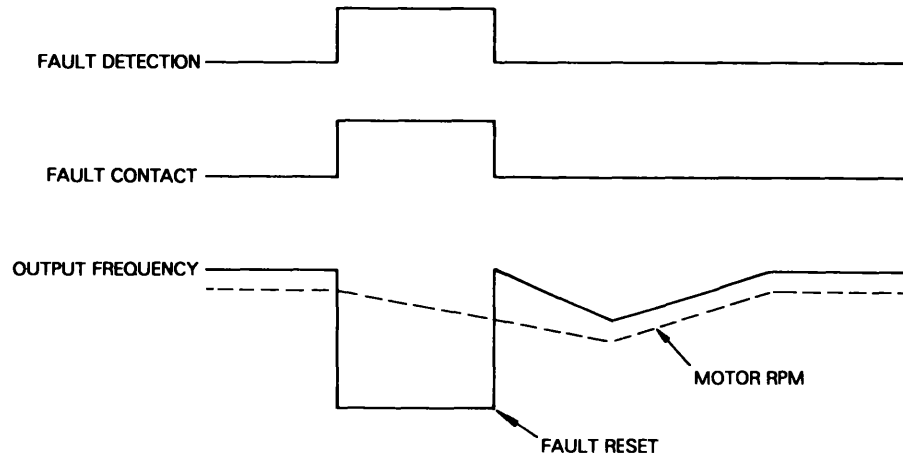 FAULT DETECTION
FAULT CONTACT
OUTPUT FREQUENCY
MOTOR RPM
FAULT RESET